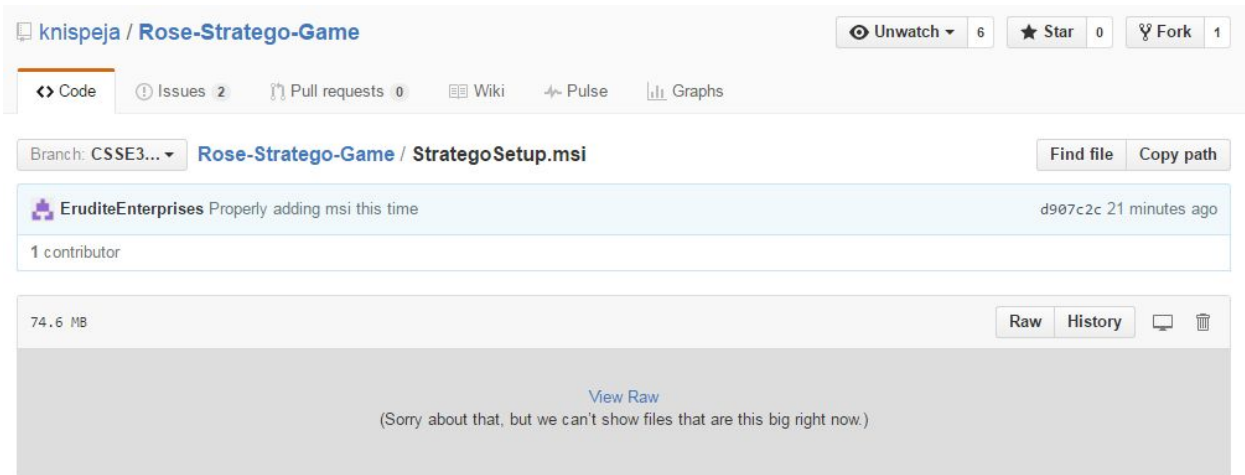 knispeja / Rose-Stratego-Game Unwatch 6 Star 0 Fork 1
Code Issues 2 Pull requests 0 Wiki Pulse Graphs
Branch: CSSE3... Rose-Stratego-Game / StrategoSetup.msi Find file Copy path
EruditeEnterprises Properly adding msi this time d907c2c 21 minutes ago
1 contributor
74.6 MB Raw History
View Raw
(Sorry about that, but we can't show files that are this big right now.)